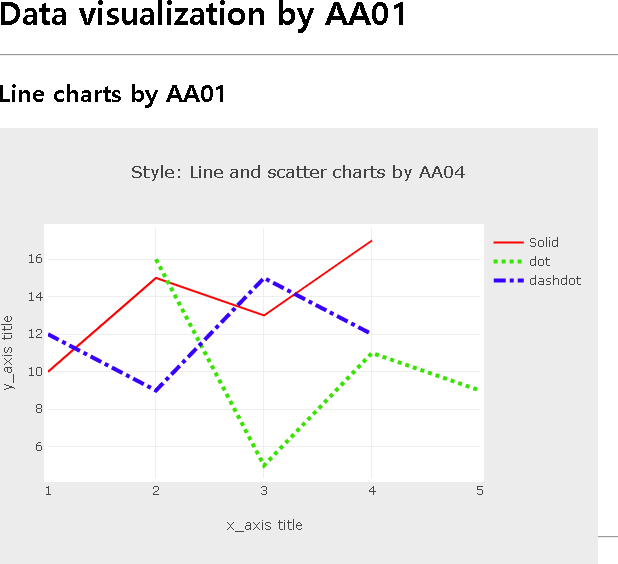 Data visualization by AA01
Line charts by AA01
Style: Line and scatter charts by AA04
Solid
dot
dashdot
16
14
12
10
8
6
y_axis title
1 2 3 4 5
x_axis title